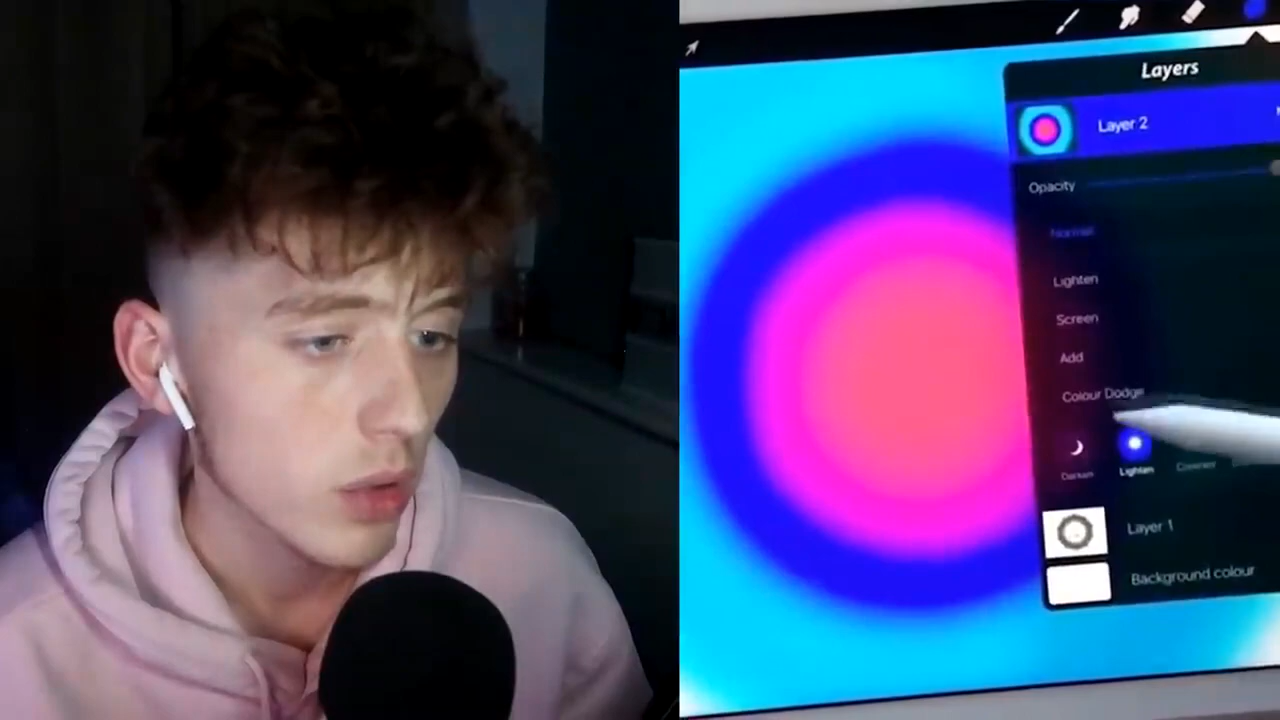 Layers
Layer 2
Opacity
Normal
Lighten
Screen
Add
Colour Dodge
Darken
Lighten
Layer 1
Background colour